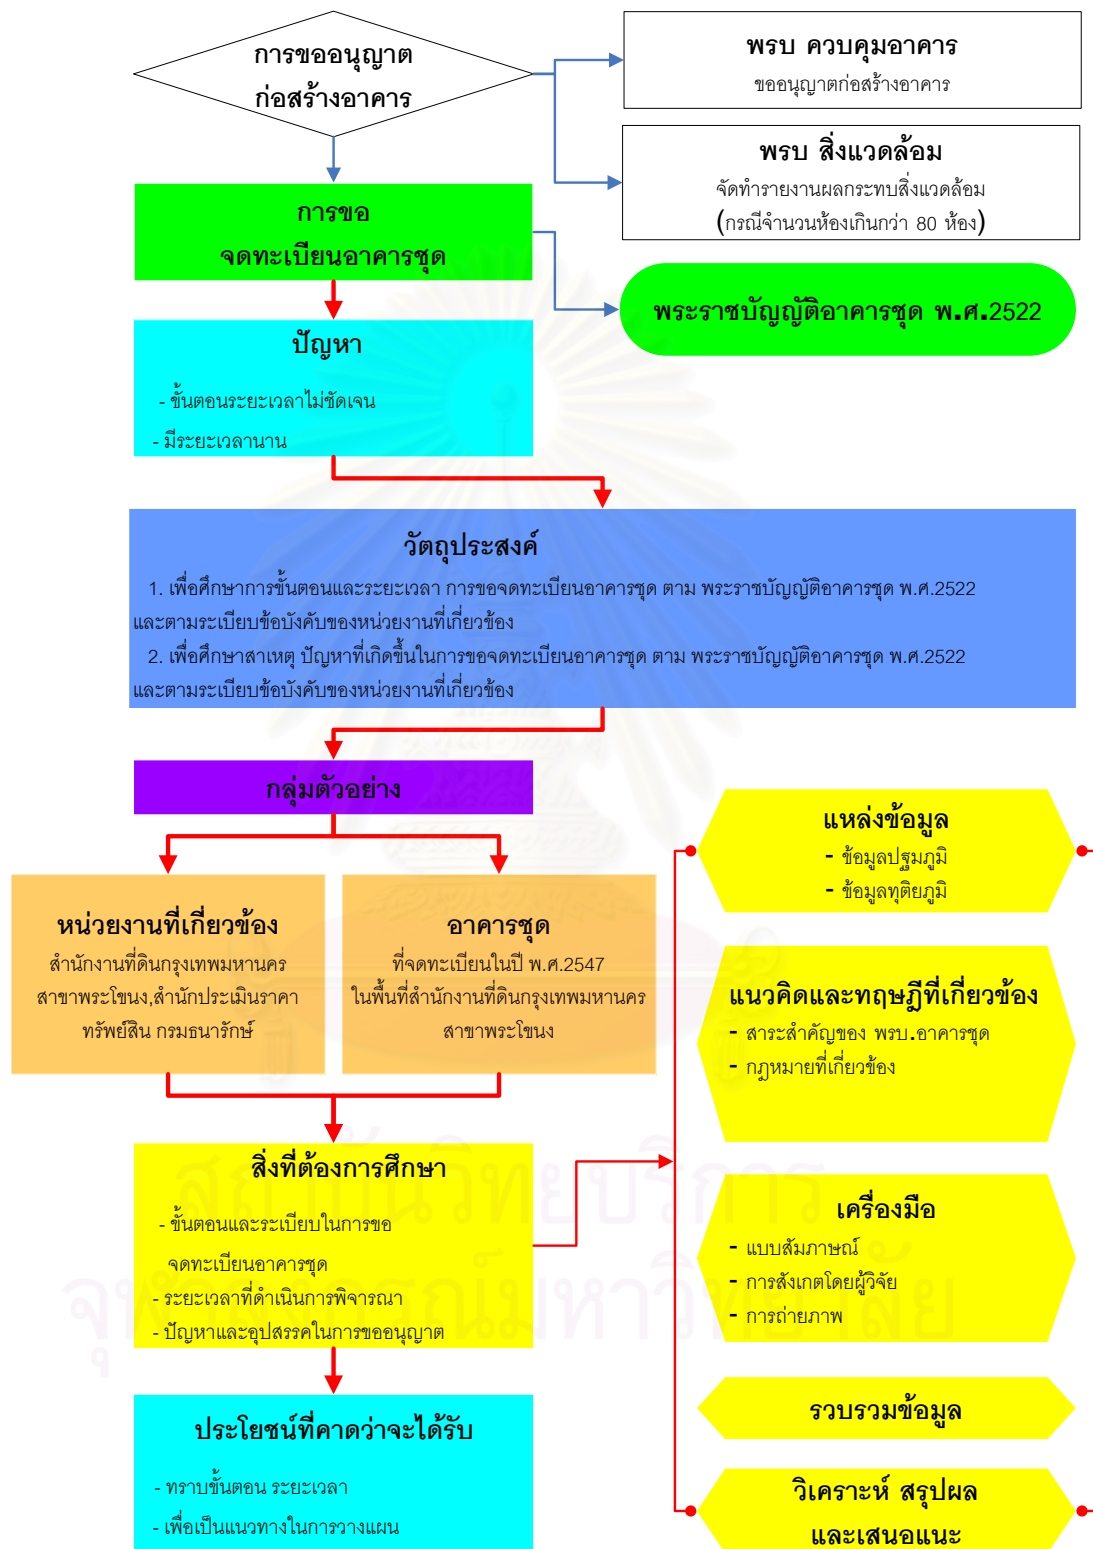 การขออนุญาต
ก่อสร้างอาคาร
พรบ ควบคุมอาคาร
ขออนุญาตก่อสร้างอาคาร
พรบ สิ่งแวดล้อม
จัดทำรายงานผลกระทบสิ่งแวดล้อม
(กรณีจำนวนห้องเกินกว่า 80 ห้อง)
การขอ
จดทะเบียนอาคารชุด
พระราชบัญญัติอาคารชุด พ.ศ.2522
ปัญหา
- ขั้นตอนระยะเวลาไม่ชัดเจน
- มีระยะเวลานาน
วัตถุประสงค์
1. เพื่อศึกษาการขั้นตอนและระยะเวลา การขอจดทะเบียนอาคารชุด ตาม พระราชบัญญัติอาคารชุด พ.ศ.2522
และตามระเบียบข้อบังคับของหน่วยงานที่เกี่ยวข้อง
2. เพื่อศึกษาสาเหตุ ปัญหาที่เกิดขึ้นในการขอจดทะเบียนอาคารชุด ตาม พระราชบัญญัติอาคารชุด พ.ศ.2522
และตามระเบียบข้อบังคับของหน่วยงานที่เกี่ยวข้อง
กลุ่มตัวอย่าง
หน่วยงานที่เกี่ยวข้อง
สำนักงานที่ดินกรุงเทพมหานคร
สาขาพระโขนง,สำนักประเมินราคา
ทรัพย์สิน กรมธนารักษ์
อาคารชุด
ที่จดทะเบียนในปี พ.ศ.2547
ในพื้นที่สำนักงานที่ดินกรุงเทพมหานคร
สาขาพระโขนง
สิ่งที่ต้องการศึกษา
- ขั้นตอนและระเบียบในการขอ
จดทะเบียนอาคารชุด
- ระยะเวลาที่ดำเนินการพิจารณา
- ปัญหาและอุปสรรคในการขออนุญาต
ประโยชน์ที่คาดว่าจะได้รับ
- ทราบขั้นตอน ระยะเวลา
- เพื่อเป็นแนวทางในการวางแผน
แหล่งข้อมูล
- ข้อมูลปฐมภูมิ
- ข้อมูลทุติยภูมิ
แนวคิดและทฤษฎีที่เกี่ยวข้อง
- สาระสำคัญของ พรบ.อาคารชุด
- กฎหมายที่เกี่ยวข้อง
เครื่องมือ
- แบบสัมภาษณ์
- การสังเกตโดยผู้วิจัย
- การถ่ายภาพ
รวบรวมข้อมูล
วิเคราะห์ สรุปผล
และเสนอแนะ
สถาบันวิทยบริการ
จุฬาลงกรณ์มหาวิทยาลัย